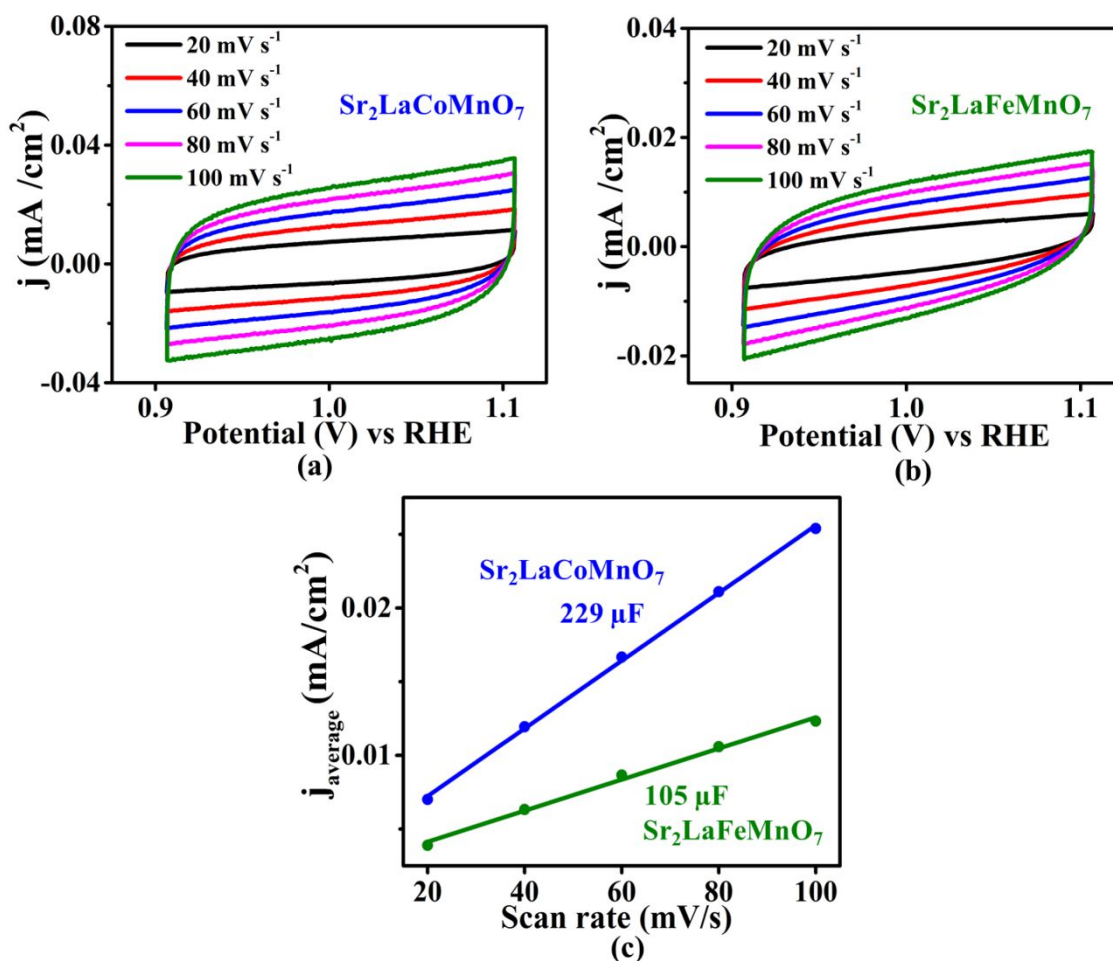 20 mV s⁻¹
40 mV s⁻¹
60 mV s⁻¹
80 mV s⁻¹
100 mV s⁻¹
Sr₂LaCoMnO₇
0.08
0.04
0.00
-0.04
j (mA /cm²)
0.9 1.0 1.1
Potential (V) vs RHE
(a)
20 mV s⁻¹
40 mV s⁻¹
60 mV s⁻¹
80 mV s⁻¹
100 mV s⁻¹
Sr₂LaFeMnO₇
0.04
0.02
0.00
-0.02
j (mA/cm²)
0.9 1.0 1.1
Potential (V) vs RHE
(b)
Sr₂LaCoMnO₇
229 µF
105 µF
Sr₂LaFeMnO₇
0.02
0.01
javerage (mA/cm²)
20 40 60 80 100
Scan rate (mV/s)
(c)